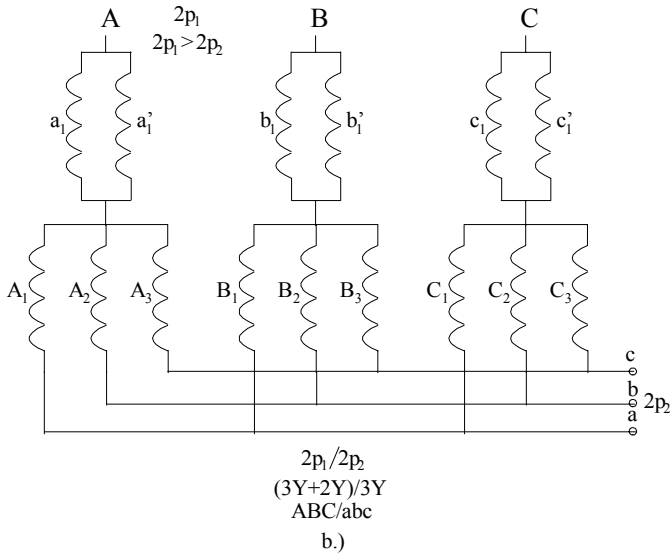 A 2p₁ B C
2p₁>2p₂
a₁ a₁’ b₁ b₁’ c₁ c₁’
A₁ A₂ A₃ B₁ B₂ B₃ C₁ C₂ C₃
c
b 2p₂
a
2p₁/2p₂
(3Y+2Y)/3Y
ABC/abc
b.)